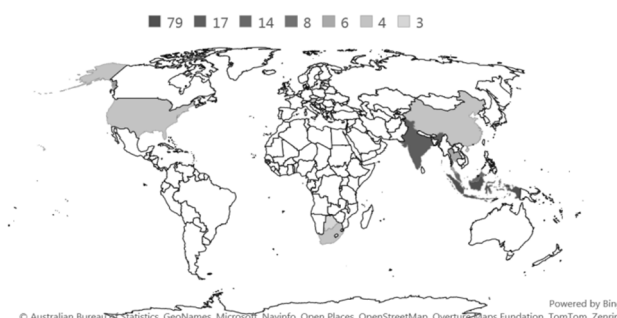 79 17 14 8 6 4 3
Powered by Bing
© Australian Bureau of Statistics, GeoNames, Microsoft, Navinfo, Open Places, OpenStreetMap, Overture Maps Fundation, TomTom, Zenrin